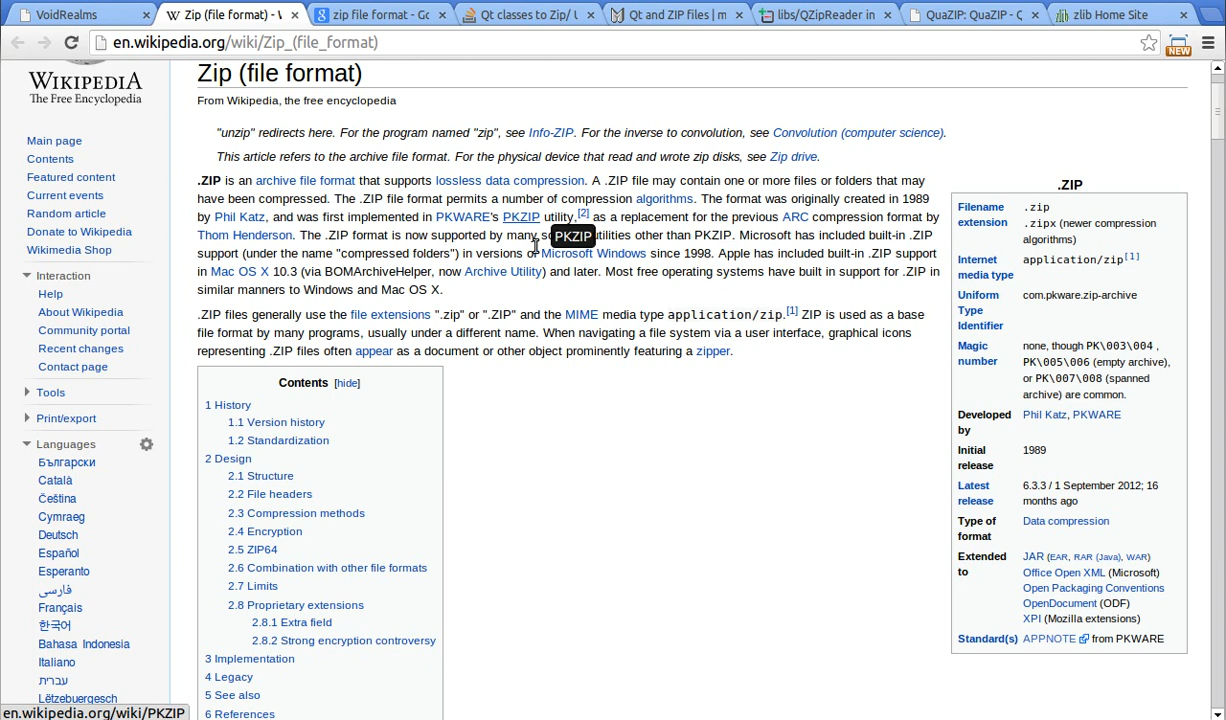 VoidRealms
Zip (file format) - W
zip file format - Go
Qt classes to Zip/ U
Qt and ZIP files | m
libs/QZipReader in
QuaZIP: QuaZIP - Q
zlib Home Site
en.wikipedia.org/wiki/Zip_(file_format)
NEW
WIKIPEDIA
The Free Encyclopedia
Main page
Contents
Featured content
Current events
Random article
Donate to Wikipedia
Wikimedia Shop
Interaction
Help
About Wikipedia
Community portal
Recent changes
Contact page
Tools
Print/export
Languages
Български
Català
Čeština
Cymraeg
Deutsch
Español
Esperanto
فارسی
Français
한국어
Bahasa Indonesia
Italiano
עברית
Lëtzebuergesch
en.wikipedia.org/wiki/PKZIP
Zip (file format)
From Wikipedia, the free encyclopedia
"unzip" redirects here. For the program named "zip", see Info-ZIP. For the inverse to convolution, see Convolution (computer science).
This article refers to the archive file format. For the physical device that read and wrote zip disks, see Zip drive.
.ZIP is an archive file format that supports lossless data compression. A .ZIP file may contain one or more files or folders that may
have been compressed. The .ZIP file format permits a number of compression algorithms. The format was originally created in 1989
by Phil Katz, and was first implemented in PKWARE's PKZIP utility,[2] as a replacement for the previous ARC compression format by
Thom Henderson. The .ZIP format is now supported by many so utilities other than PKZIP. Microsoft has included built-in .ZIP
PKZIP
support (under the name "compressed folders") in versions of Microsoft Windows since 1998. Apple has included built-in .ZIP support
in Mac OS X 10.3 (via BOMArchiveHelper, now Archive Utility) and later. Most free operating systems have built in support for .ZIP in
similar manners to Windows and Mac OS X.
.ZIP files generally use the file extensions ".zip" or ".ZIP" and the MIME media type application/zip.[1] ZIP is used as a base
file format by many programs, usually under a different name. When navigating a file system via a user interface, graphical icons
representing .ZIP files often appear as a document or other object prominently featuring a zipper.
Contents [hide]
1 History
1.1 Version history
1.2 Standardization
2 Design
2.1 Structure
2.2 File headers
2.3 Compression methods
2.4 Encryption
2.5 ZIP64
2.6 Combination with other file formats
2.7 Limits
2.8 Proprietary extensions
2.8.1 Extra field
2.8.2 Strong encryption controversy
3 Implementation
4 Legacy
5 See also
6 References
.ZIP
Filename .zip
extension .zipx (newer compression
algorithms)
Internet application/zip[1]
media type
Uniform com.pkware.zip-archive
Type
Identifier
Magic none, though PK\003\004 ,
number PK\005\006 (empty archive),
or PK\007\008 (spanned
archive) are common.
Developed Phil Katz, PKWARE
by
Initial 1989
release
Latest 6.3.3 / 1 September 2012; 16
release months ago
Type of Data compression
format
Extended JAR (EAR, RAR (Java), WAR)
to Office Open XML (Microsoft)
Open Packaging Conventions
OpenDocument (ODF)
XPI (Mozilla extensions)
Standard(s) APPNOTE from PKWARE